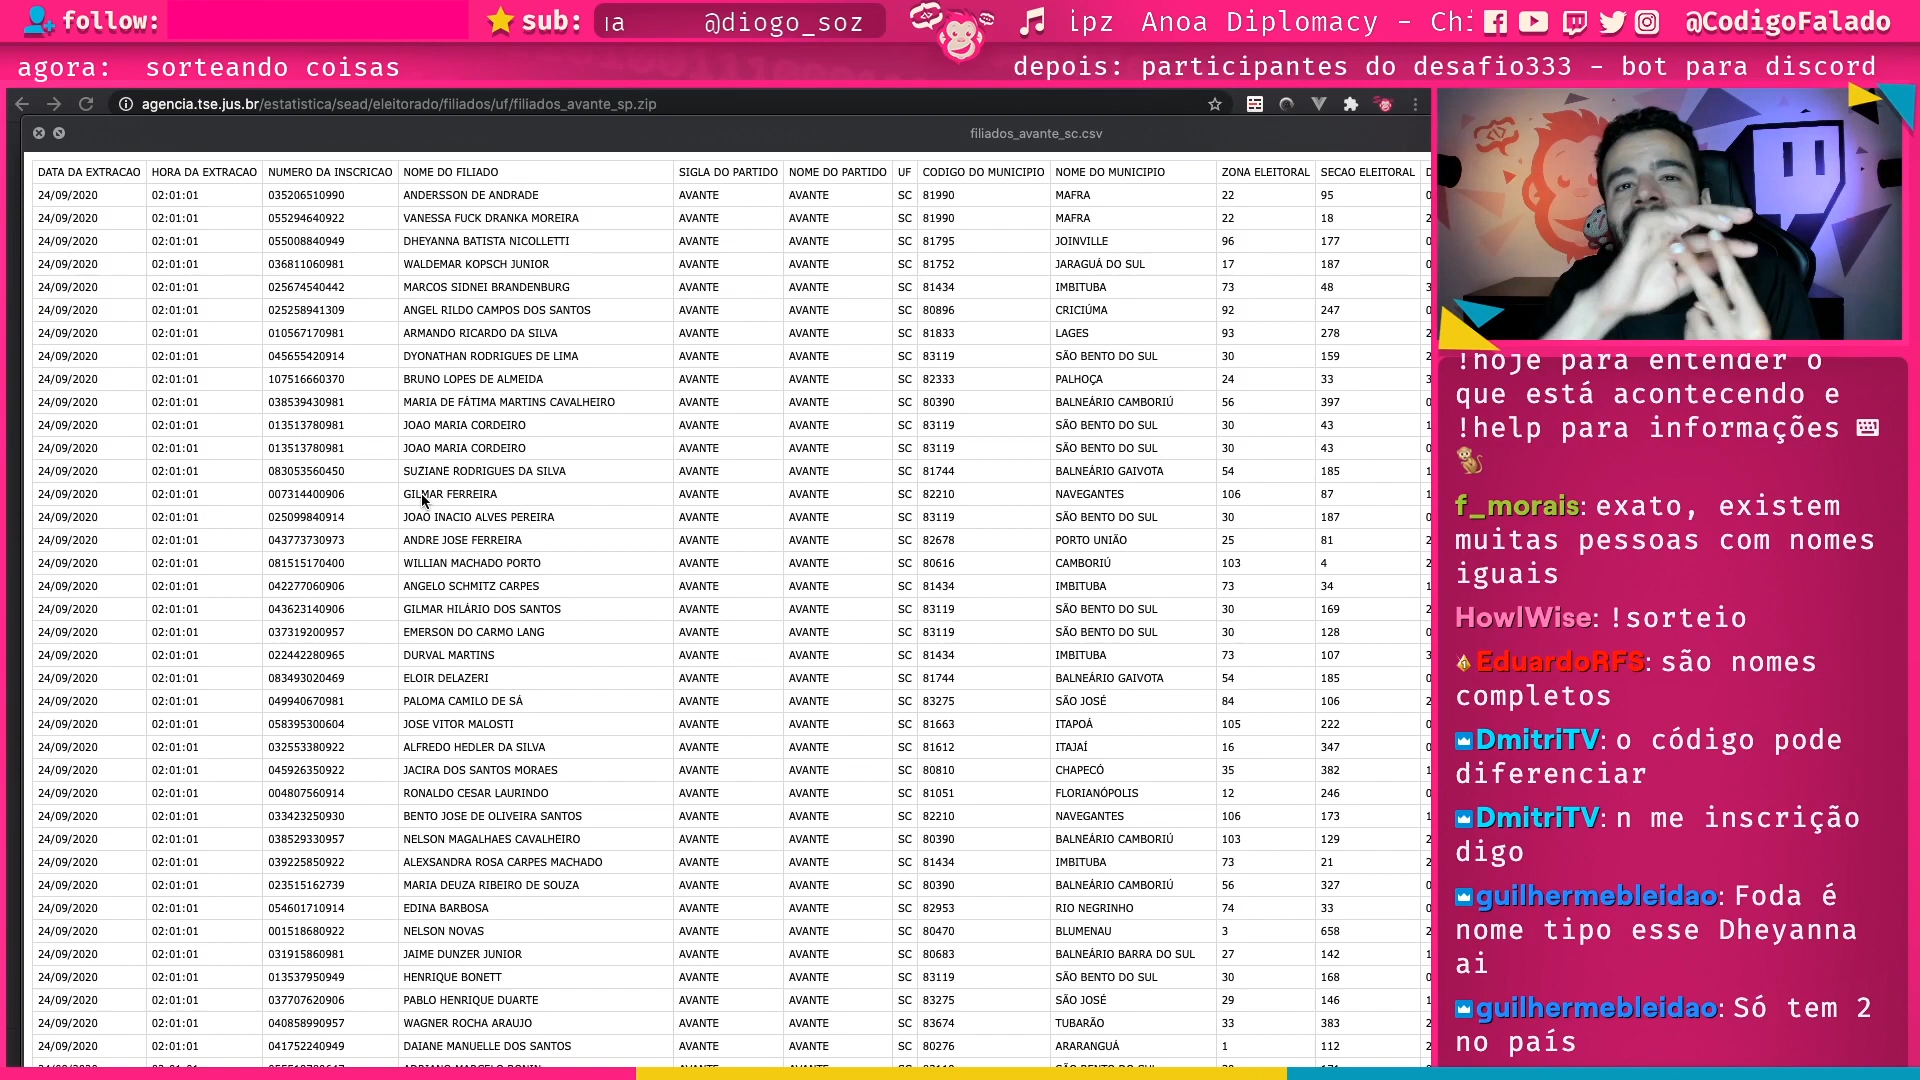 follow:
sub: ıa @diogo_soz
ipz Anoa Diplomacy - Chi
@CodigoFalado
agora: sorteando coisas
depois: participantes do desafio333 - bot para discord
agencia.tse.jus.br/estatistica/sead/eleitorado/filiados/uf/filiados_avante_sp.zip
filiados_avante_sc.csv
DATA DA EXTRACAO HORA DA EXTRACAO NUMERO DA INSCRICAO NOME DO FILIADO SIGLA DO PARTIDO NOME DO PARTIDO UF CODIGO DO MUNICIPIO NOME DO MUNICIPIO ZONA ELEITORAL SECAO ELEITORAL D
24/09/2020 02:01:01 035206510990 ANDERSSON DE ANDRADE AVANTE AVANTE SC 81990 MAFRA 22 95 0
24/09/2020 02:01:01 055294640922 VANESSA FUCK DRANKA MOREIRA AVANTE AVANTE SC 81990 MAFRA 22 18 2
24/09/2020 02:01:01 055008840949 DHEYANNA BATISTA NICOLLETTI AVANTE AVANTE SC 81795 JOINVILLE 96 177 0
24/09/2020 02:01:01 036811060981 WALDEMAR KOPSCH JUNIOR AVANTE AVANTE SC 81752 JARAGUÁ DO SUL 17 187 0
24/09/2020 02:01:01 025674540442 MARCOS SIDNEI BRANDENBURG AVANTE AVANTE SC 81434 IMBITUBA 73 48 3
24/09/2020 02:01:01 025258941309 ANGEL RILDO CAMPOS DOS SANTOS AVANTE AVANTE SC 80896 CRICIÚMA 92 247 0
24/09/2020 02:01:01 010567170981 ARMANDO RICARDO DA SILVA AVANTE AVANTE SC 81833 LAGES 93 278 2
24/09/2020 02:01:01 045655420914 DYONATHAN RODRIGUES DE LIMA AVANTE AVANTE SC 83119 SÃO BENTO DO SUL 30 159 2
24/09/2020 02:01:01 107516660370 BRUNO LOPES DE ALMEIDA AVANTE AVANTE SC 82333 PALHOÇA 24 33 3
24/09/2020 02:01:01 038539430981 MARIA DE FÁTIMA MARTINS CAVALHEIRO AVANTE AVANTE SC 80390 BALNEÁRIO CAMBORIÚ 56 397 0
24/09/2020 02:01:01 013513780981 JOAO MARIA CORDEIRO AVANTE AVANTE SC 83119 SÃO BENTO DO SUL 30 43 1
24/09/2020 02:01:01 013513780981 JOAO MARIA CORDEIRO AVANTE AVANTE SC 83119 SÃO BENTO DO SUL 30 43 0
24/09/2020 02:01:01 083053560450 SUZIANE RODRIGUES DA SILVA AVANTE AVANTE SC 81744 BALNEÁRIO GAIVOTA 54 185 1
24/09/2020 02:01:01 007314400906 GILMAR FERREIRA AVANTE AVANTE SC 82210 NAVEGANTES 106 87 1
24/09/2020 02:01:01 025099840914 JOAO INACIO ALVES PEREIRA AVANTE AVANTE SC 83119 SÃO BENTO DO SUL 30 187 0
24/09/2020 02:01:01 043773730973 ANDRE JOSE FERREIRA AVANTE AVANTE SC 82678 PORTO UNIÃO 25 81 2
24/09/2020 02:01:01 081515170400 WILLIAN MACHADO PORTO AVANTE AVANTE SC 80616 CAMBORIÚ 103 4 2
24/09/2020 02:01:01 042277060906 ANGELO SCHMITZ CARPES AVANTE AVANTE SC 81434 IMBITUBA 73 34 1
24/09/2020 02:01:01 043623140906 GILMAR HILÁRIO DOS SANTOS AVANTE AVANTE SC 83119 SÃO BENTO DO SUL 30 169 2
24/09/2020 02:01:01 037319200957 EMERSON DO CARMO LANG AVANTE AVANTE SC 83119 SÃO BENTO DO SUL 30 128 0
24/09/2020 02:01:01 022442280965 DURVAL MARTINS AVANTE AVANTE SC 81434 IMBITUBA 73 107 3
24/09/2020 02:01:01 083493020469 ELOIR DELAZERI AVANTE AVANTE SC 81744 BALNEÁRIO GAIVOTA 54 185 0
24/09/2020 02:01:01 049940670981 PALOMA CAMILO DE SÁ AVANTE AVANTE SC 83275 SÃO JOSÉ 84 106 2
24/09/2020 02:01:01 058395300604 JOSE VITOR MALOSTI AVANTE AVANTE SC 81663 ITAPOÁ 105 222 0
24/09/2020 02:01:01 032553380922 ALFREDO HEDLER DA SILVA AVANTE AVANTE SC 81612 ITAJAÍ 16 347 0
24/09/2020 02:01:01 045926350922 JACIRA DOS SANTOS MORAES AVANTE AVANTE SC 80810 CHAPECÓ 35 382 1
24/09/2020 02:01:01 004807560914 RONALDO CESAR LAURINDO AVANTE AVANTE SC 81051 FLORIANÓPOLIS 12 246 0
24/09/2020 02:01:01 033423250930 BENTO JOSE DE OLIVEIRA SANTOS AVANTE AVANTE SC 82210 NAVEGANTES 106 173 1
24/09/2020 02:01:01 038529330957 NELSON MAGALHAES CAVALHEIRO AVANTE AVANTE SC 80390 BALNEÁRIO CAMBORIÚ 103 129 2
24/09/2020 02:01:01 039225850922 ALEXSANDRA ROSA CARPES MACHADO AVANTE AVANTE SC 81434 IMBITUBA 73 21 2
24/09/2020 02:01:01 023515162739 MARIA DEUZA RIBEIRO DE SOUZA AVANTE AVANTE SC 80390 BALNEÁRIO CAMBORIÚ 56 327 0
24/09/2020 02:01:01 054601710914 EDINA BARBOSA AVANTE AVANTE SC 82953 RIO NEGRINHO 74 33 0
24/09/2020 02:01:01 001518680922 NELSON NOVAS AVANTE AVANTE SC 80470 BLUMENAU 3 658 2
24/09/2020 02:01:01 031915860981 JAIME DUNZER JUNIOR AVANTE AVANTE SC 80683 BALNEÁRIO BARRA DO SUL 27 142 1
24/09/2020 02:01:01 013537950949 HENRIQUE BONETT AVANTE AVANTE SC 83119 SÃO BENTO DO SUL 30 168 0
24/09/2020 02:01:01 037707620906 PABLO HENRIQUE DUARTE AVANTE AVANTE SC 83275 SÃO JOSÉ 29 146 1
24/09/2020 02:01:01 040858990957 WAGNER ROCHA ARAUJO AVANTE AVANTE SC 83674 TUBARÃO 33 383 2
24/09/2020 02:01:01 041752240949 DAIANE MANUELLE DOS SANTOS AVANTE AVANTE SC 80276 ARARANGUÁ 1 112 2
!hoje para entender o
que está acontecendo e
!help para informações
f_morais: exato, existem
muitas pessoas com nomes
iguais
HowlWise: !sorteio
EduardoRFS: são nomes
completos
DmitriTV: o código pode
diferenciar
DmitriTV: n me inscrição
digo
guilhermebleidao: Foda é
nome tipo esse Dheyanna
ai
guilhermebleidao: Só tem 2
no país